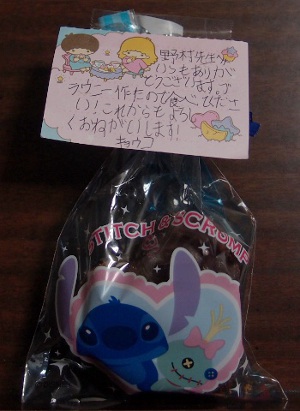 野村先生へ
いつもありが
とうございます。
ラウニー作たので食べてくださ
い！これからもよろし
くおねがいします！
キョウコ
STITCH & SCRUMP